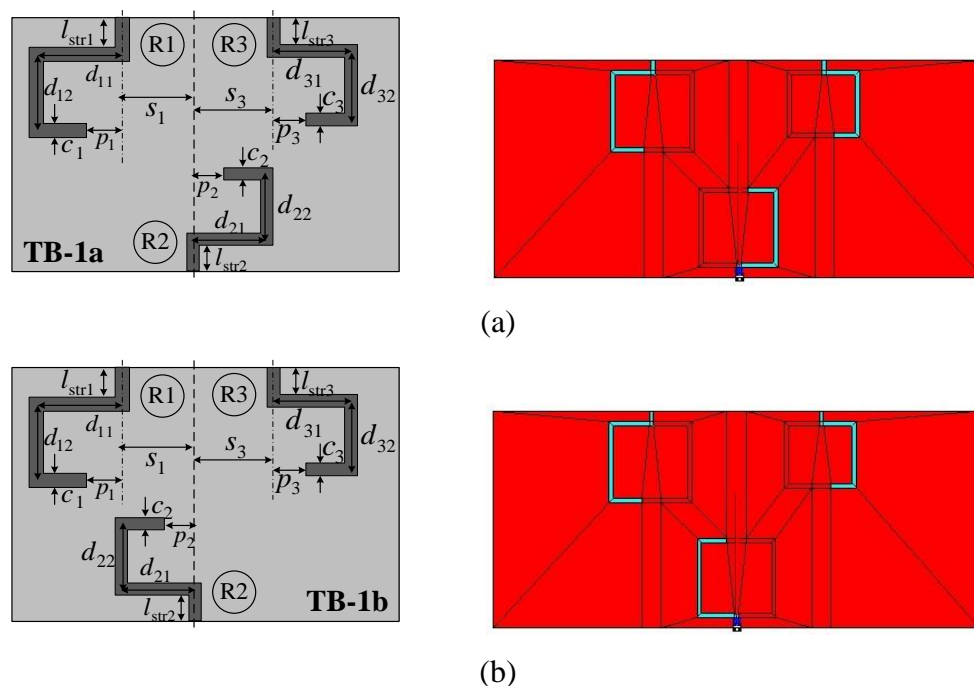 l_str1 R1 R3 l_str3
d_11 d_31
d_12 s_1 s_3 c_3 d_32
c_1 p_1 p_3
c_2
p_2
d_22
d_21
TB-1a R2 l_str2
(a)
l_str1 R1 R3 l_str3
d_11 d_31
d_12 s_1 s_3 c_3 d_32
c_1 p_1 p_3
c_2
p_2
d_22
d_21
l_str2 R2 TB-1b
(b)